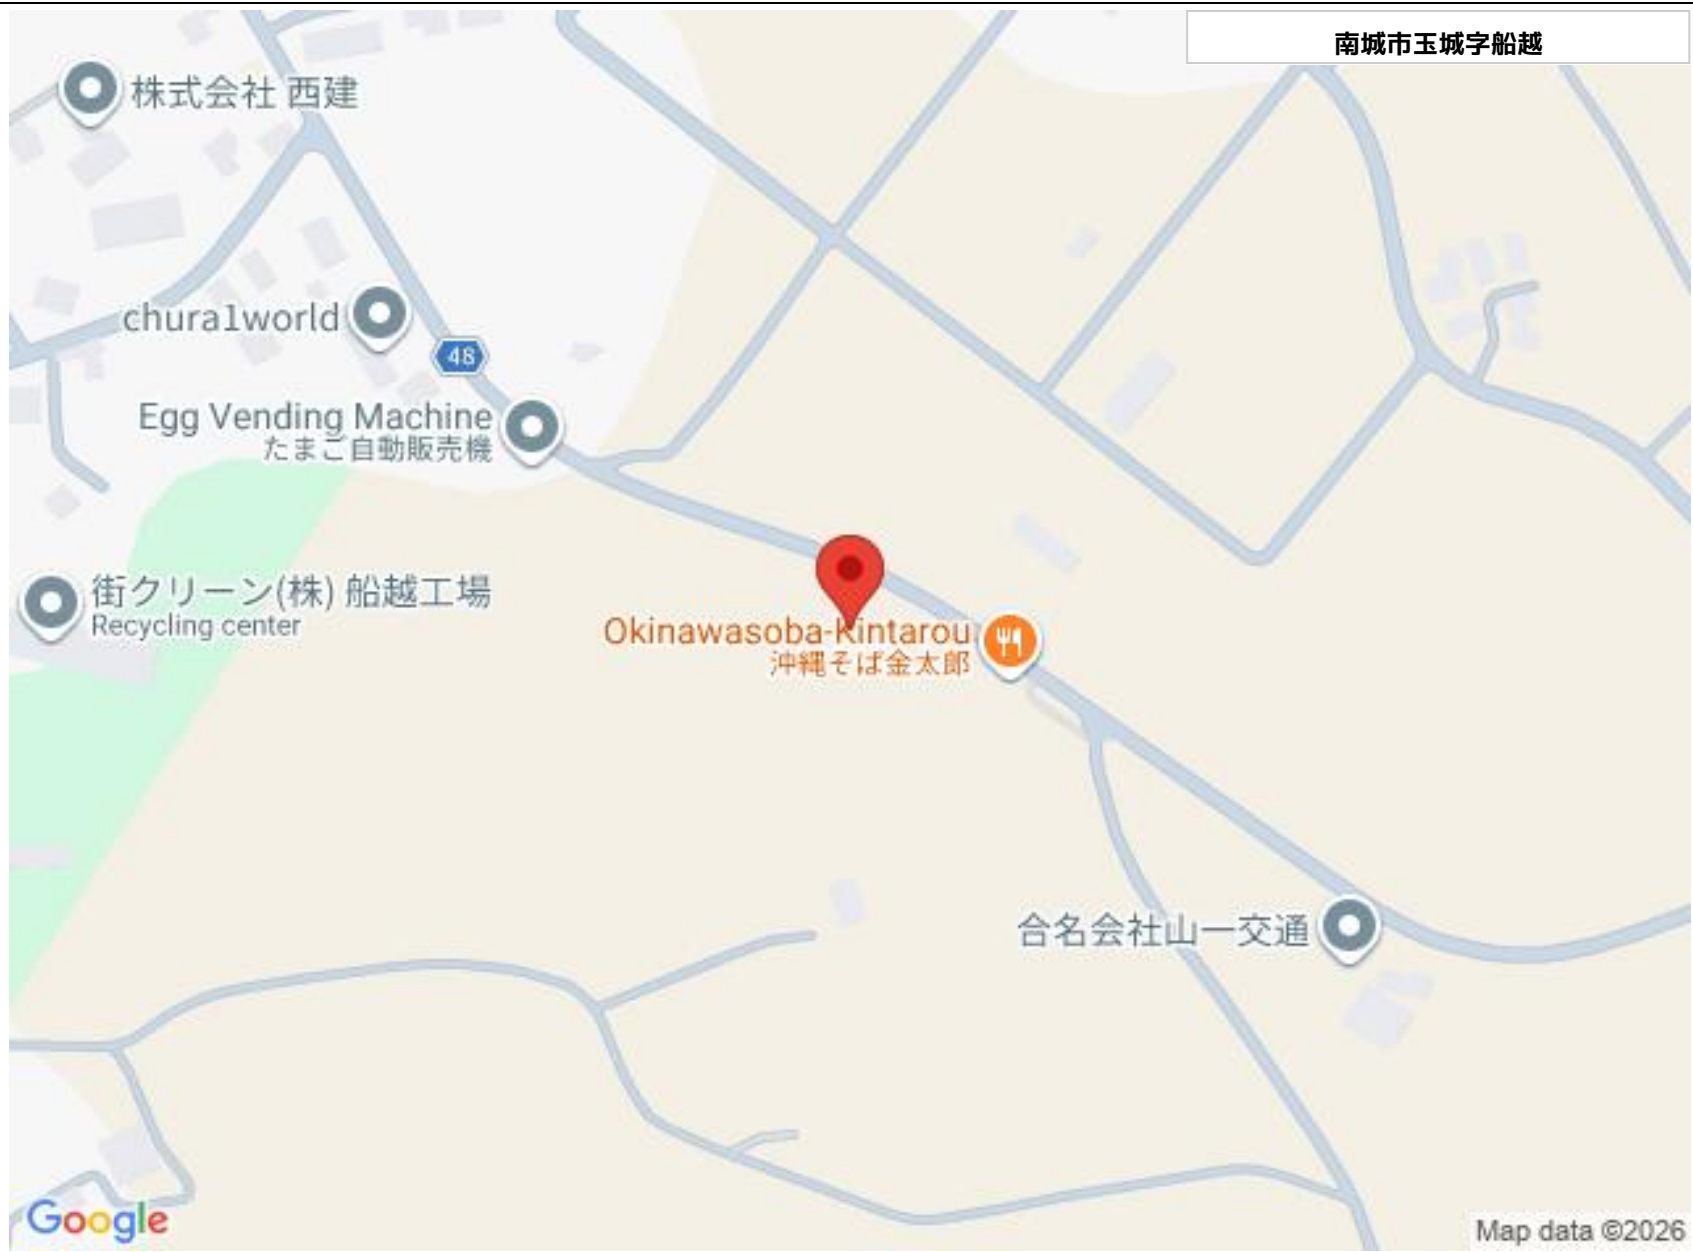 南城市玉城字船越
株式会社 西建
chura1world
48
Egg Vending Machine
たまご自動販売機
街クリーン(株) 船越工場
Recycling center
Okinawasoba-Kintarou
沖縄そば金太郎
合名会社山一交通
Google
Map data ©2026